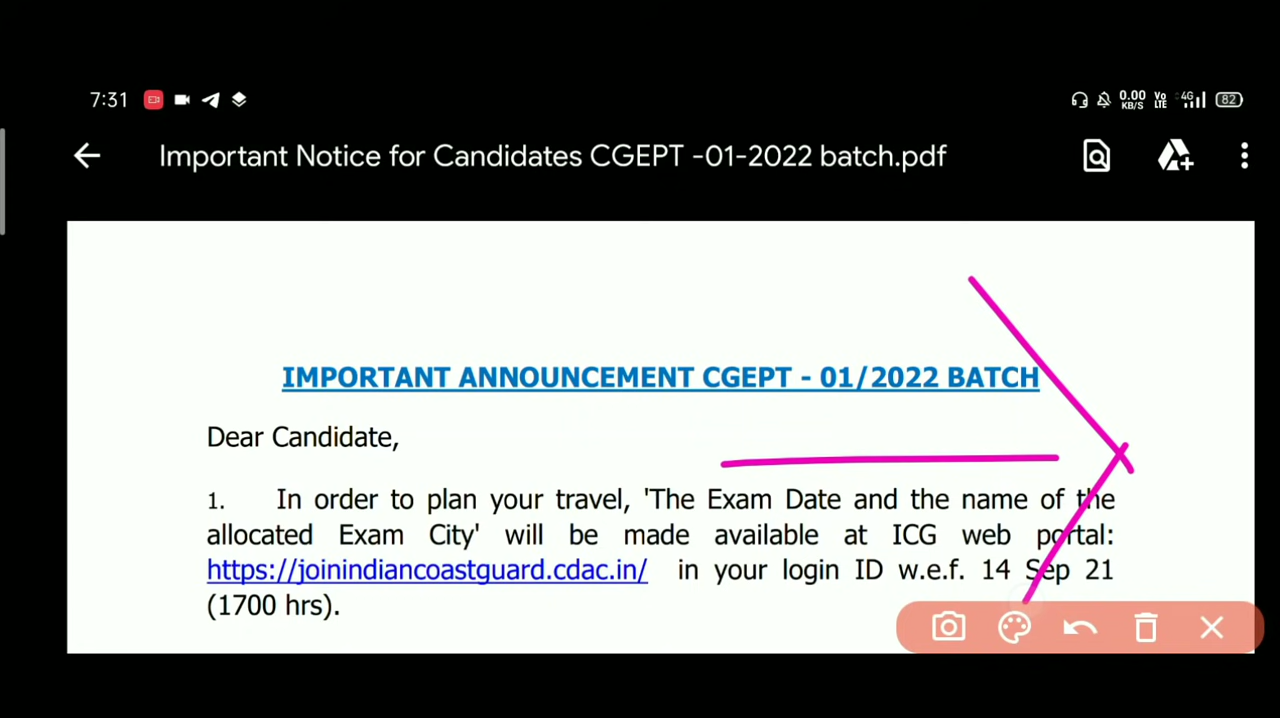 7:31 0.00 KB/S Vo LTE 4G 82
Important Notice for Candidates CGEPT -01-2022 batch.pdf
IMPORTANT ANNOUNCEMENT CGEPT - 01/2022 BATCH
Dear Candidate,
1. In order to plan your travel, 'The Exam Date and the name of the
allocated Exam City' will be made available at ICG web portal:
https://joinindiancoastguard.cdac.in/ in your login ID w.e.f. 14 Sep 21
(1700 hrs).